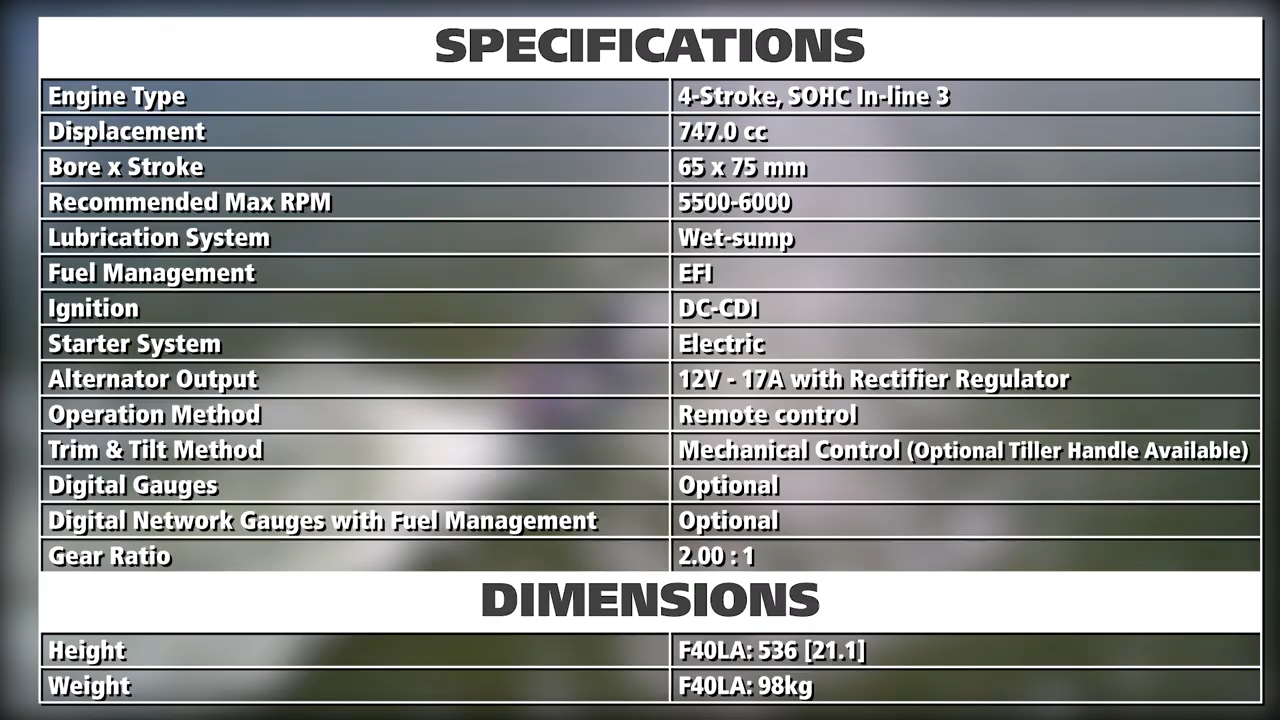 SPECIFICATIONS
Engine Type 4-Stroke, SOHC In-line 3
Displacement 747.0 cc
Bore x Stroke 65 x 75 mm
Recommended Max RPM 5500-6000
Lubrication System Wet-sump
Fuel Management EFI
Ignition DC-CDI
Starter System Electric
Alternator Output 12V - 17A with Rectifier Regulator
Operation Method Remote control
Trim & Tilt Method Mechanical Control (Optional Tiller Handle Available)
Digital Gauges Optional
Digital Network Gauges with Fuel Management Optional
Gear Ratio 2.00 : 1
DIMENSIONS
Height F40LA: 536 [21.1]
Weight F40LA: 98kg